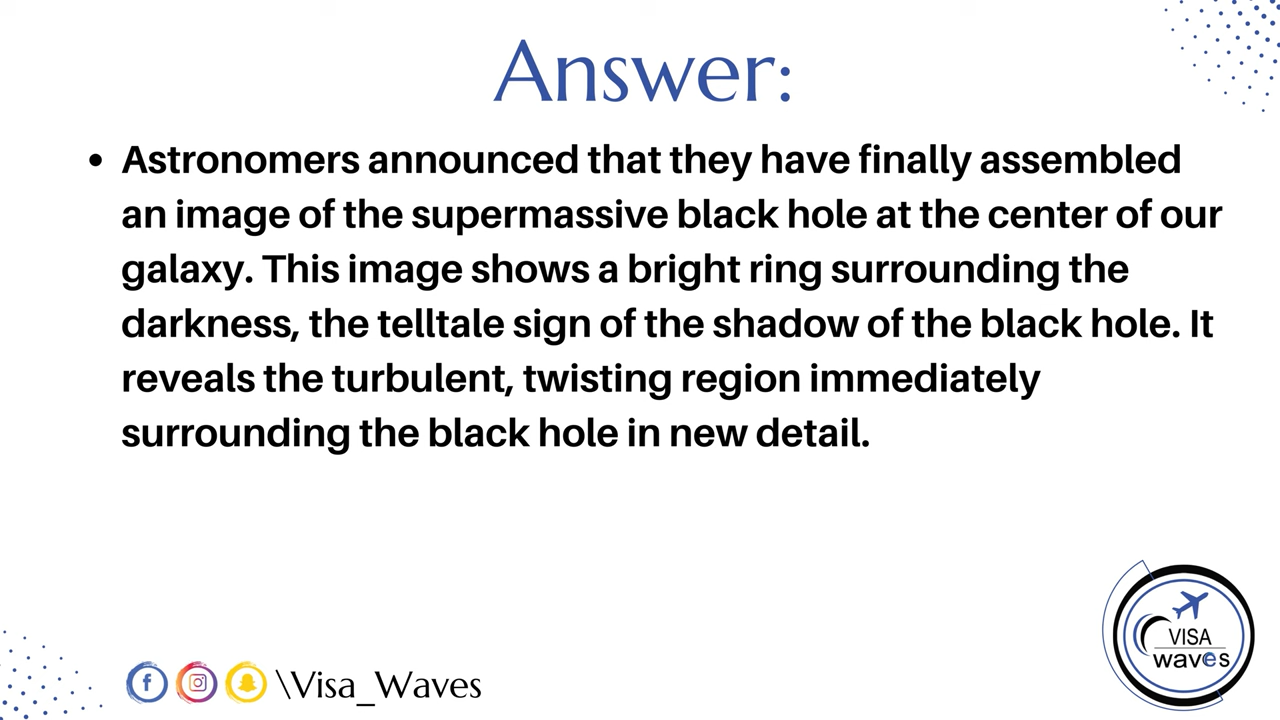 Answer:
• Astronomers announced that they have finally assembled
an image of the supermassive black hole at the center of our
galaxy. This image shows a bright ring surrounding the
darkness, the telltale sign of the shadow of the black hole. It
reveals the turbulent, twisting region immediately
surrounding the black hole in new detail.
\Visa_Waves
VISA
waves